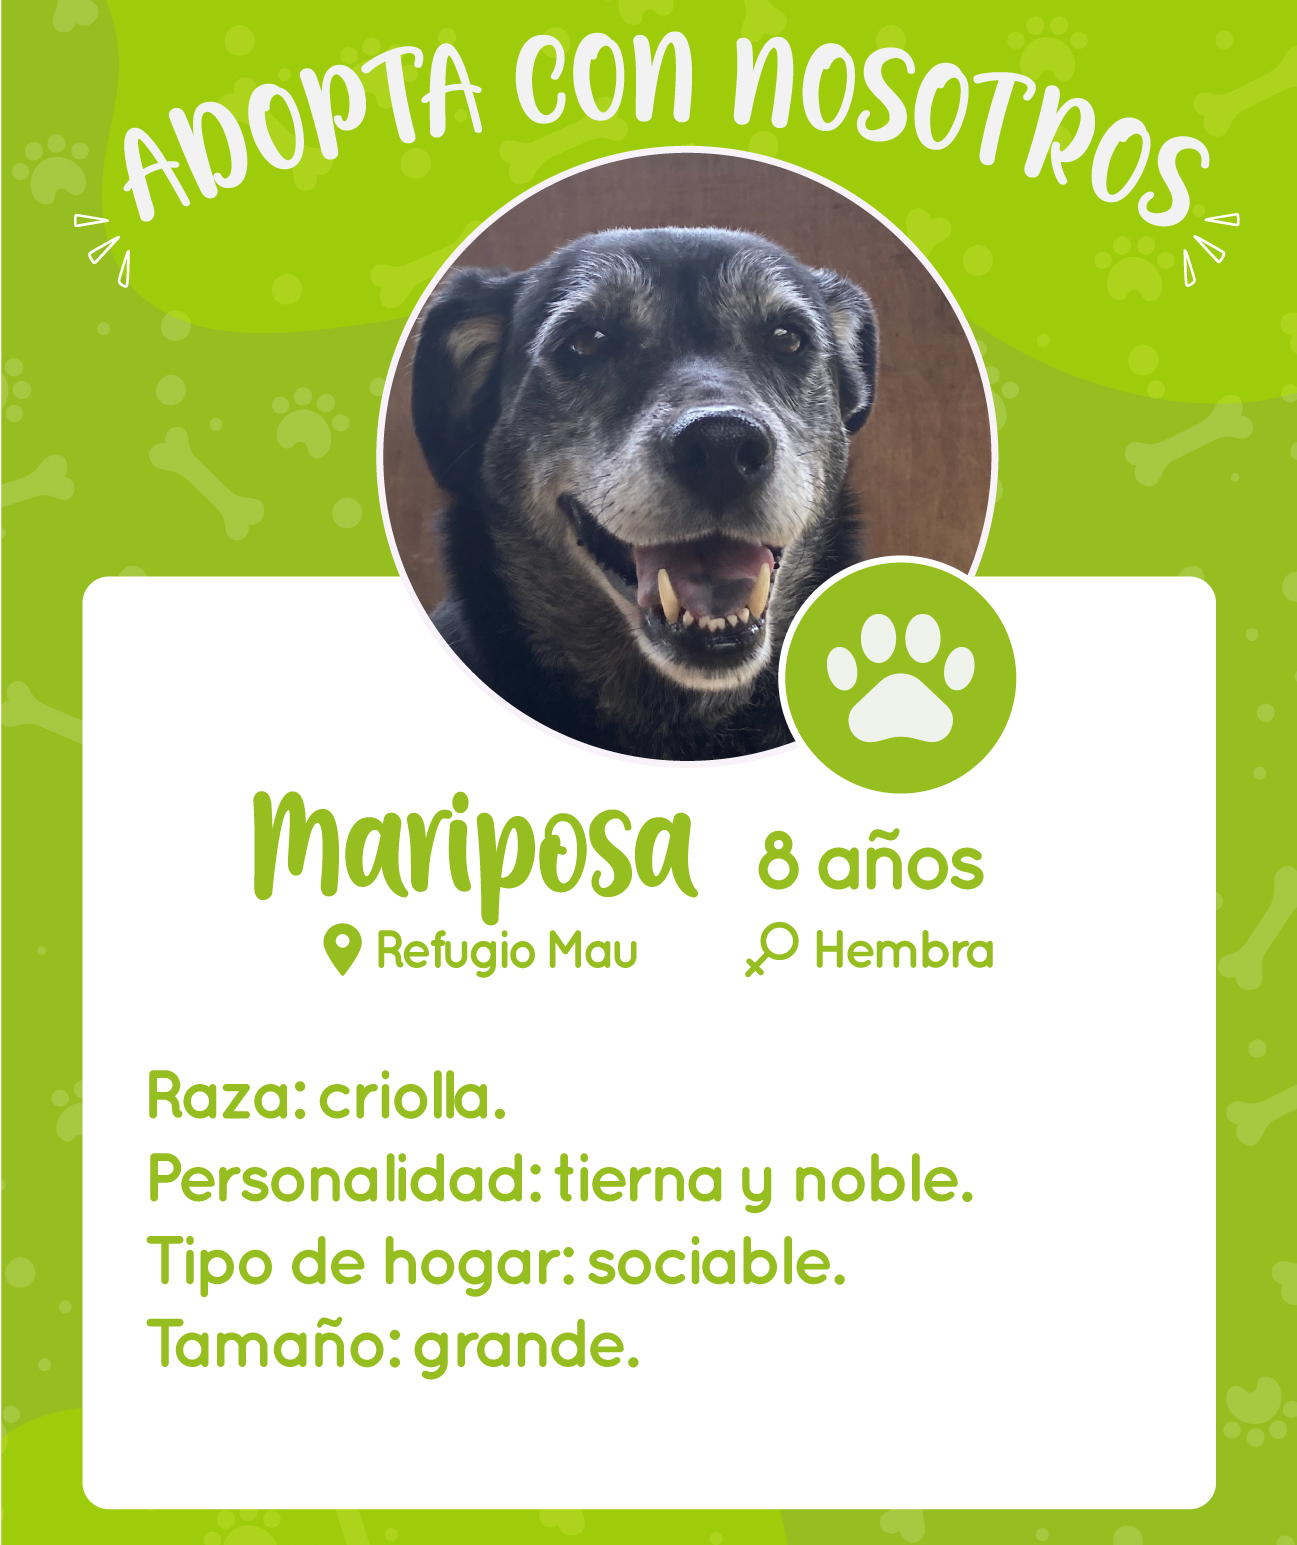 ADOPTA CON NOSOTROS
Mariposa 8 años
Refugio Mau Hembra
Raza: criolla.
Personalidad: tierna y noble.
Tipo de hogar: sociable.
Tamaño: grande.